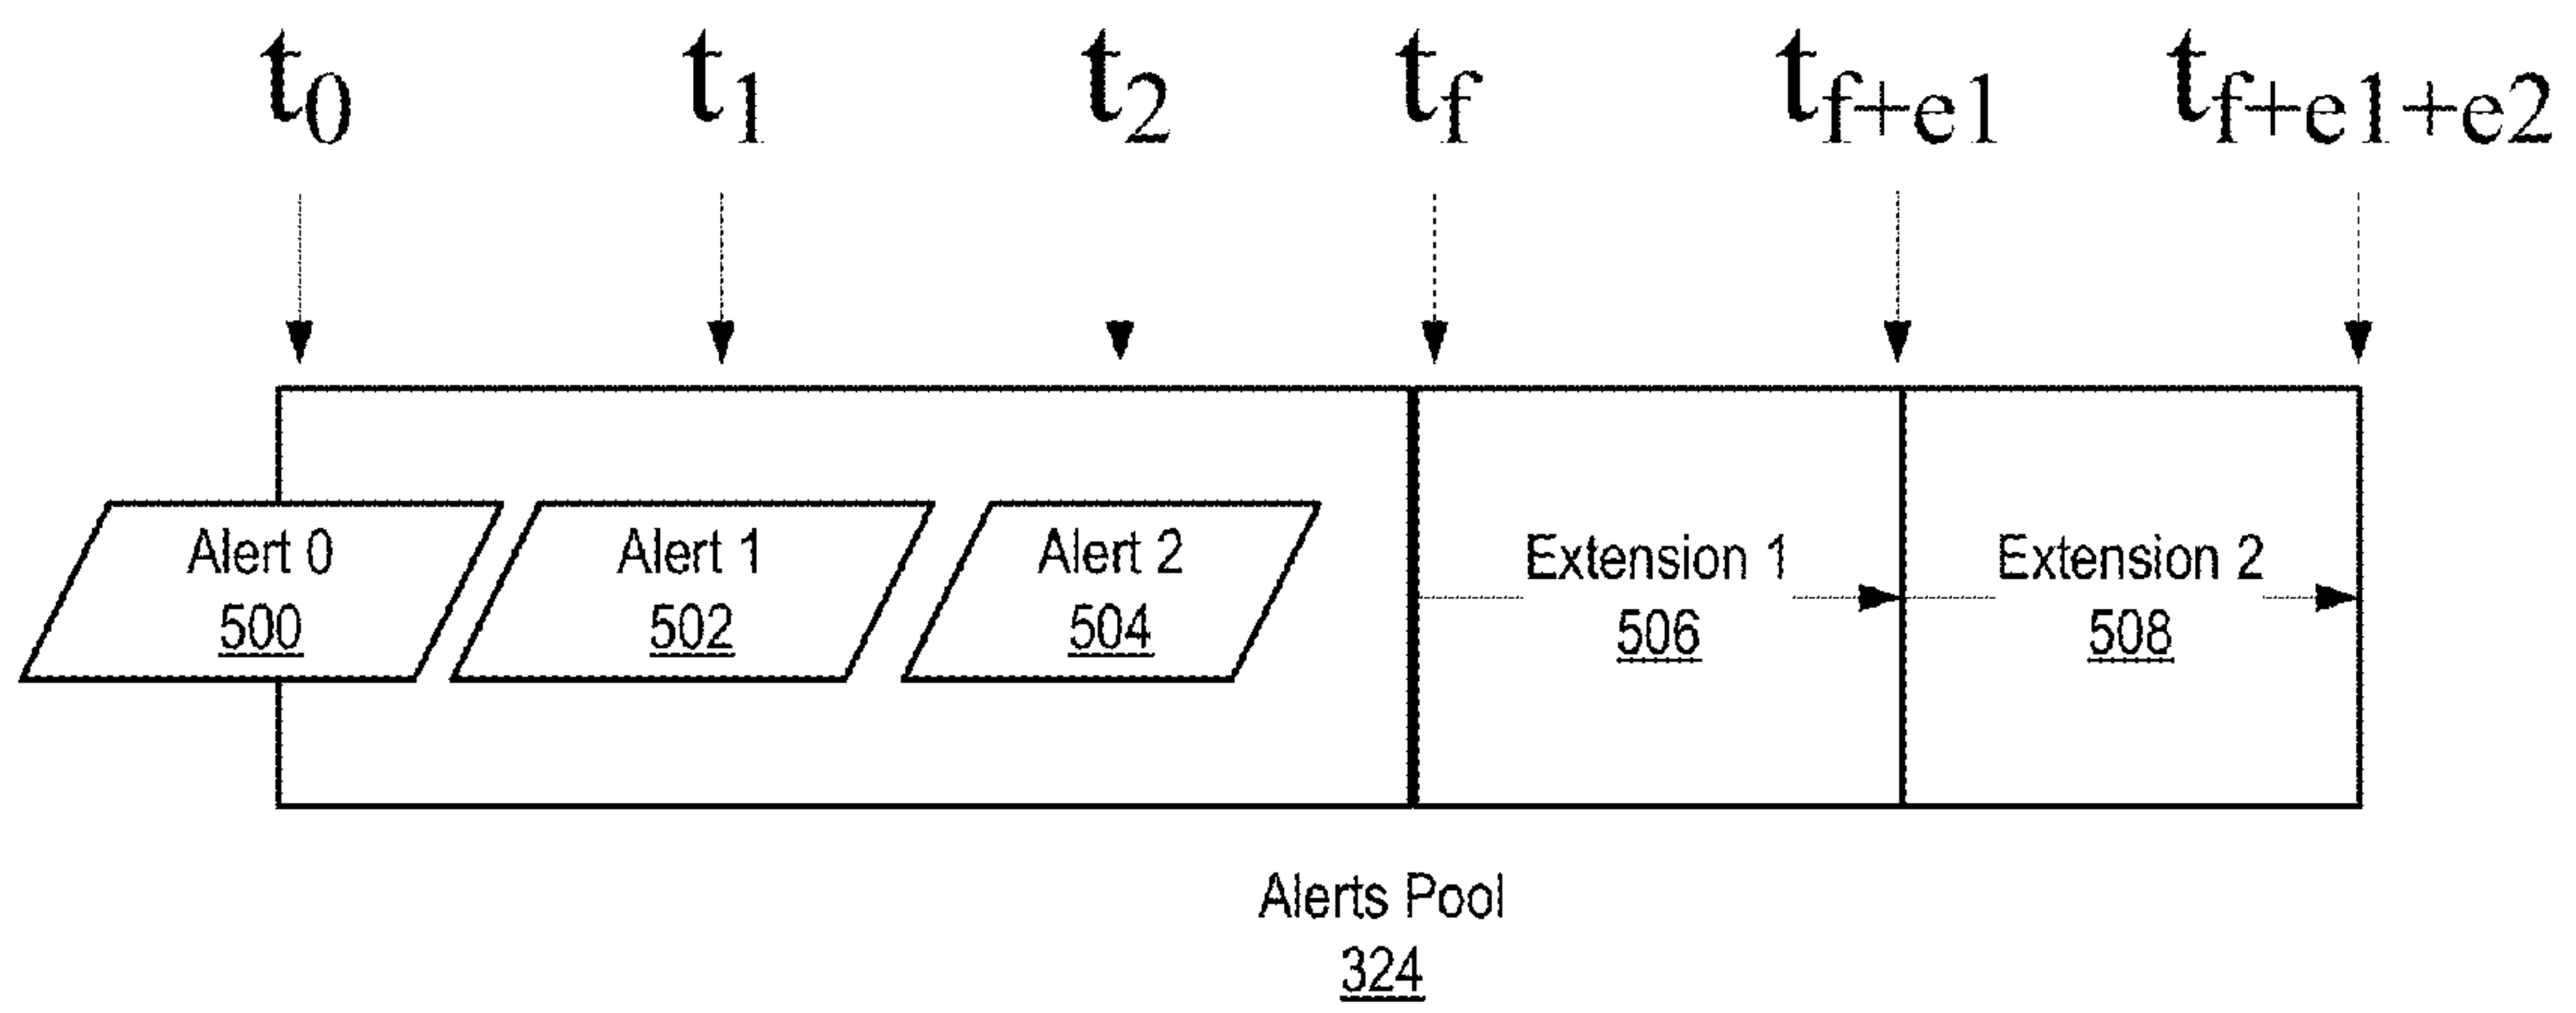 t0 t1 t2 tf tf+e1 tf+e1+e2
Alert 0 Alert 1 Alert 2 Extension 1 Extension 2
500 502 504 506 508
Alerts Pool
324